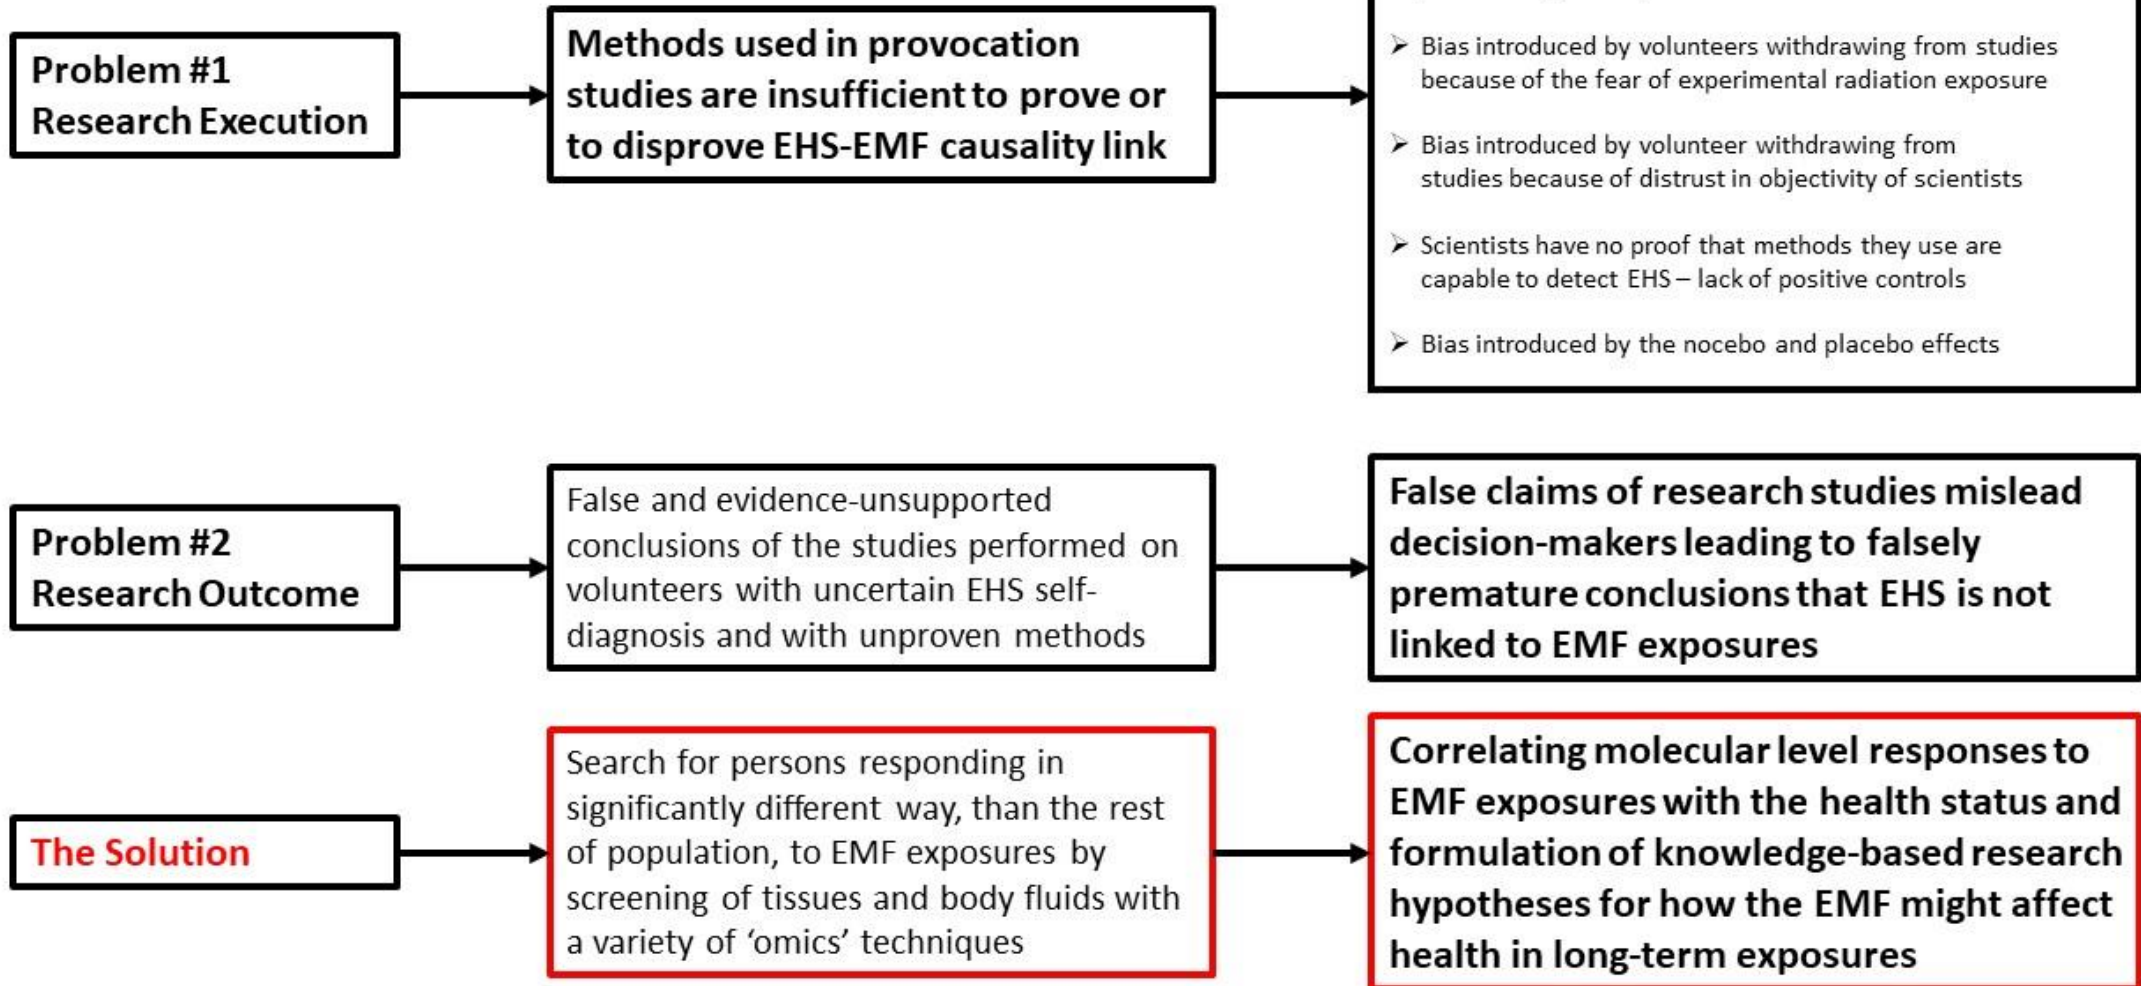 Problem #1
Research Execution
Methods used in provocation
studies are insufficient to prove or
to disprove EHS-EMF causality link
➢ Bias introduced by volunteers withdrawing from studies
because of the fear of experimental radiation exposure
➢ Bias introduced by volunteer withdrawing from
studies because of distrust in objectivity of scientists
➢ Scientists have no proof that methods they use are
capable to detect EHS – lack of positive controls
➢ Bias introduced by the nocebo and placebo effects
Problem #2
Research Outcome
False and evidence-unsupported
conclusions of the studies performed on
volunteers with uncertain EHS self-
diagnosis and with unproven methods
False claims of research studies mislead
decision-makers leading to falsely
premature conclusions that EHS is not
linked to EMF exposures
The Solution
Search for persons responding in
significantly different way, than the rest
of population, to EMF exposures by
screening of tissues and body fluids with
a variety of ‘omics’ techniques
Correlating molecular level responses to
EMF exposures with the health status and
formulation of knowledge-based research
hypotheses for how the EMF might affect
health in long-term exposures